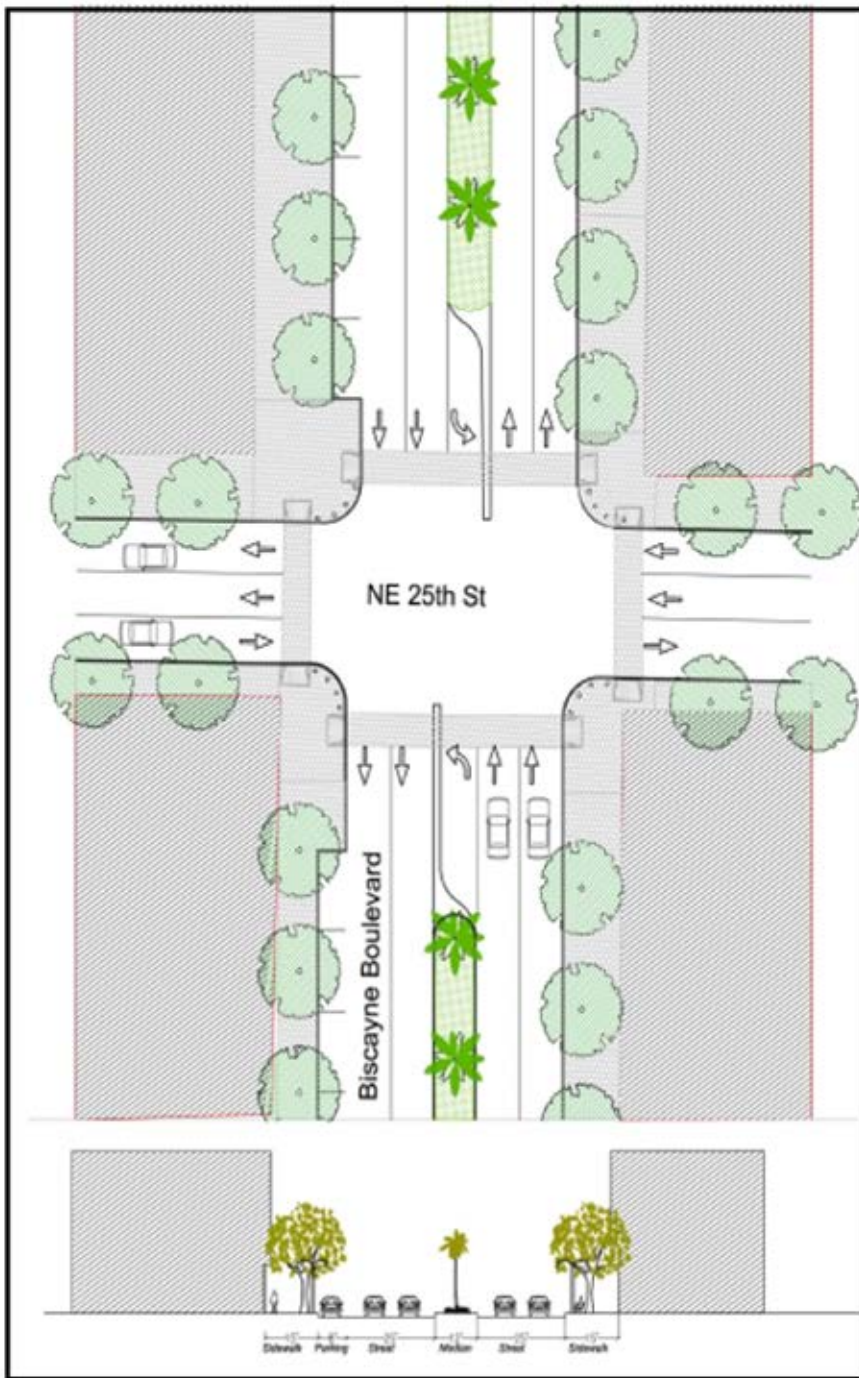 NE 25th St
Biscayne Boulevard
Sidewalk Parking Street Median Street Sidewalk